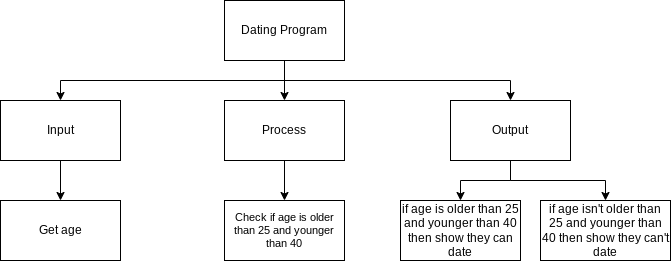 Dating Program
Input
Process
Output
Get age
Check if age is older
than 25 and younger
than 40
if age is older than 25
and younger than 40
then show they can
date
if age isn't older than
25 and younger than
40 then show they can't
date